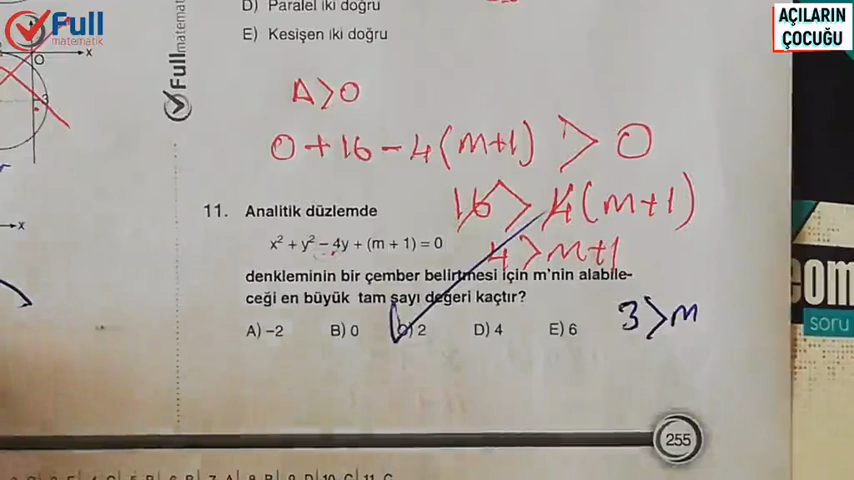 Full
matematik
AÇILARIN
ÇOCUĞU
D) Paralel iki doğru
E) Kesişen iki doğru
O
x
3
x
Fullmatematik
Δ>0
0+16-4(m+1) > 0
16 > 4(m+1)
4 > m+1
3 > m
11. Analitik düzlemde
x² + y² – 4y + (m + 1) = 0
denkleminin bir çember belirtmesi için m'nin alabile-
ceği en büyük tam sayı değeri kaçtır?
A) –2 B) 0 C) 2 D) 4 E) 6
255
eom
soru